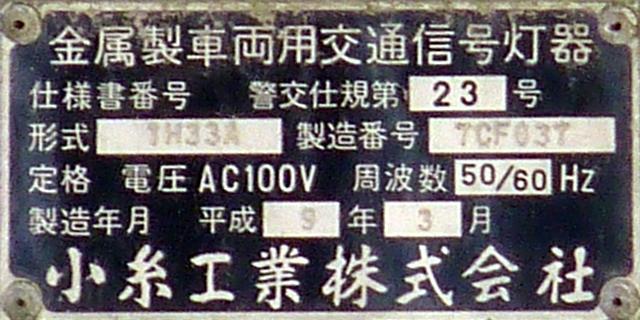 金属製車両用交通信号灯器
仕様書番号 警交仕規第 23 号
形式 1H33A 製造番号 7CF037
定格 電圧 AC100V 周波数 50/60 Hz
製造年月 平成 9 年 3 月
小糸工業株式会社